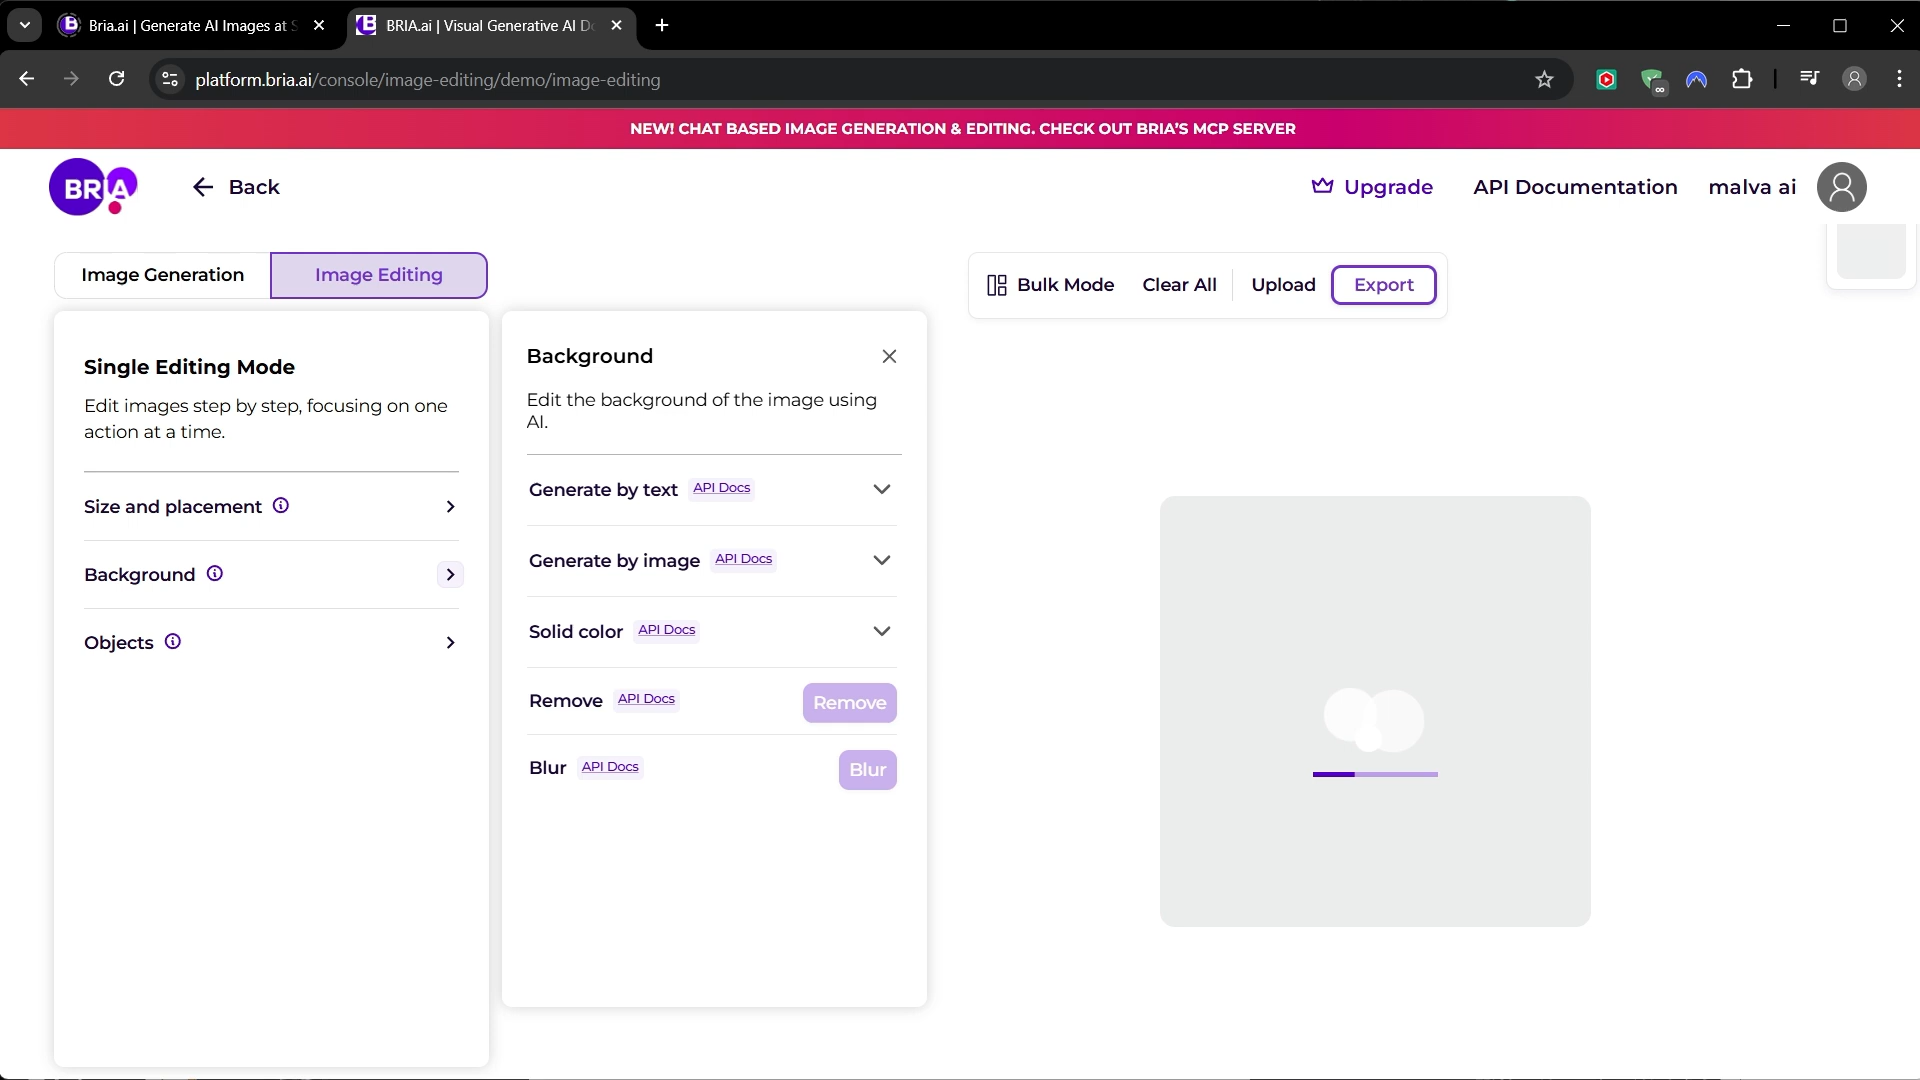 Bria.ai | Generate AI Images at S
BRIA.ai | Visual Generative AI De
platform.bria.ai/console/image-editing/demo/image-editing
NEW! CHAT BASED IMAGE GENERATION & EDITING. CHECK OUT BRIA'S MCP SERVER
BRIA
Back
Upgrade
API Documentation
malva ai
Image Generation
Image Editing
Bulk Mode
Clear All
Upload
Export
Single Editing Mode
Edit images step by step, focusing on one
action at a time.
Size and placement
Background
Objects
Background
Edit the background of the image using
AI.
Generate by text API Docs
Generate by image API Docs
Solid color API Docs
Remove API Docs Remove
Blur API Docs Blur